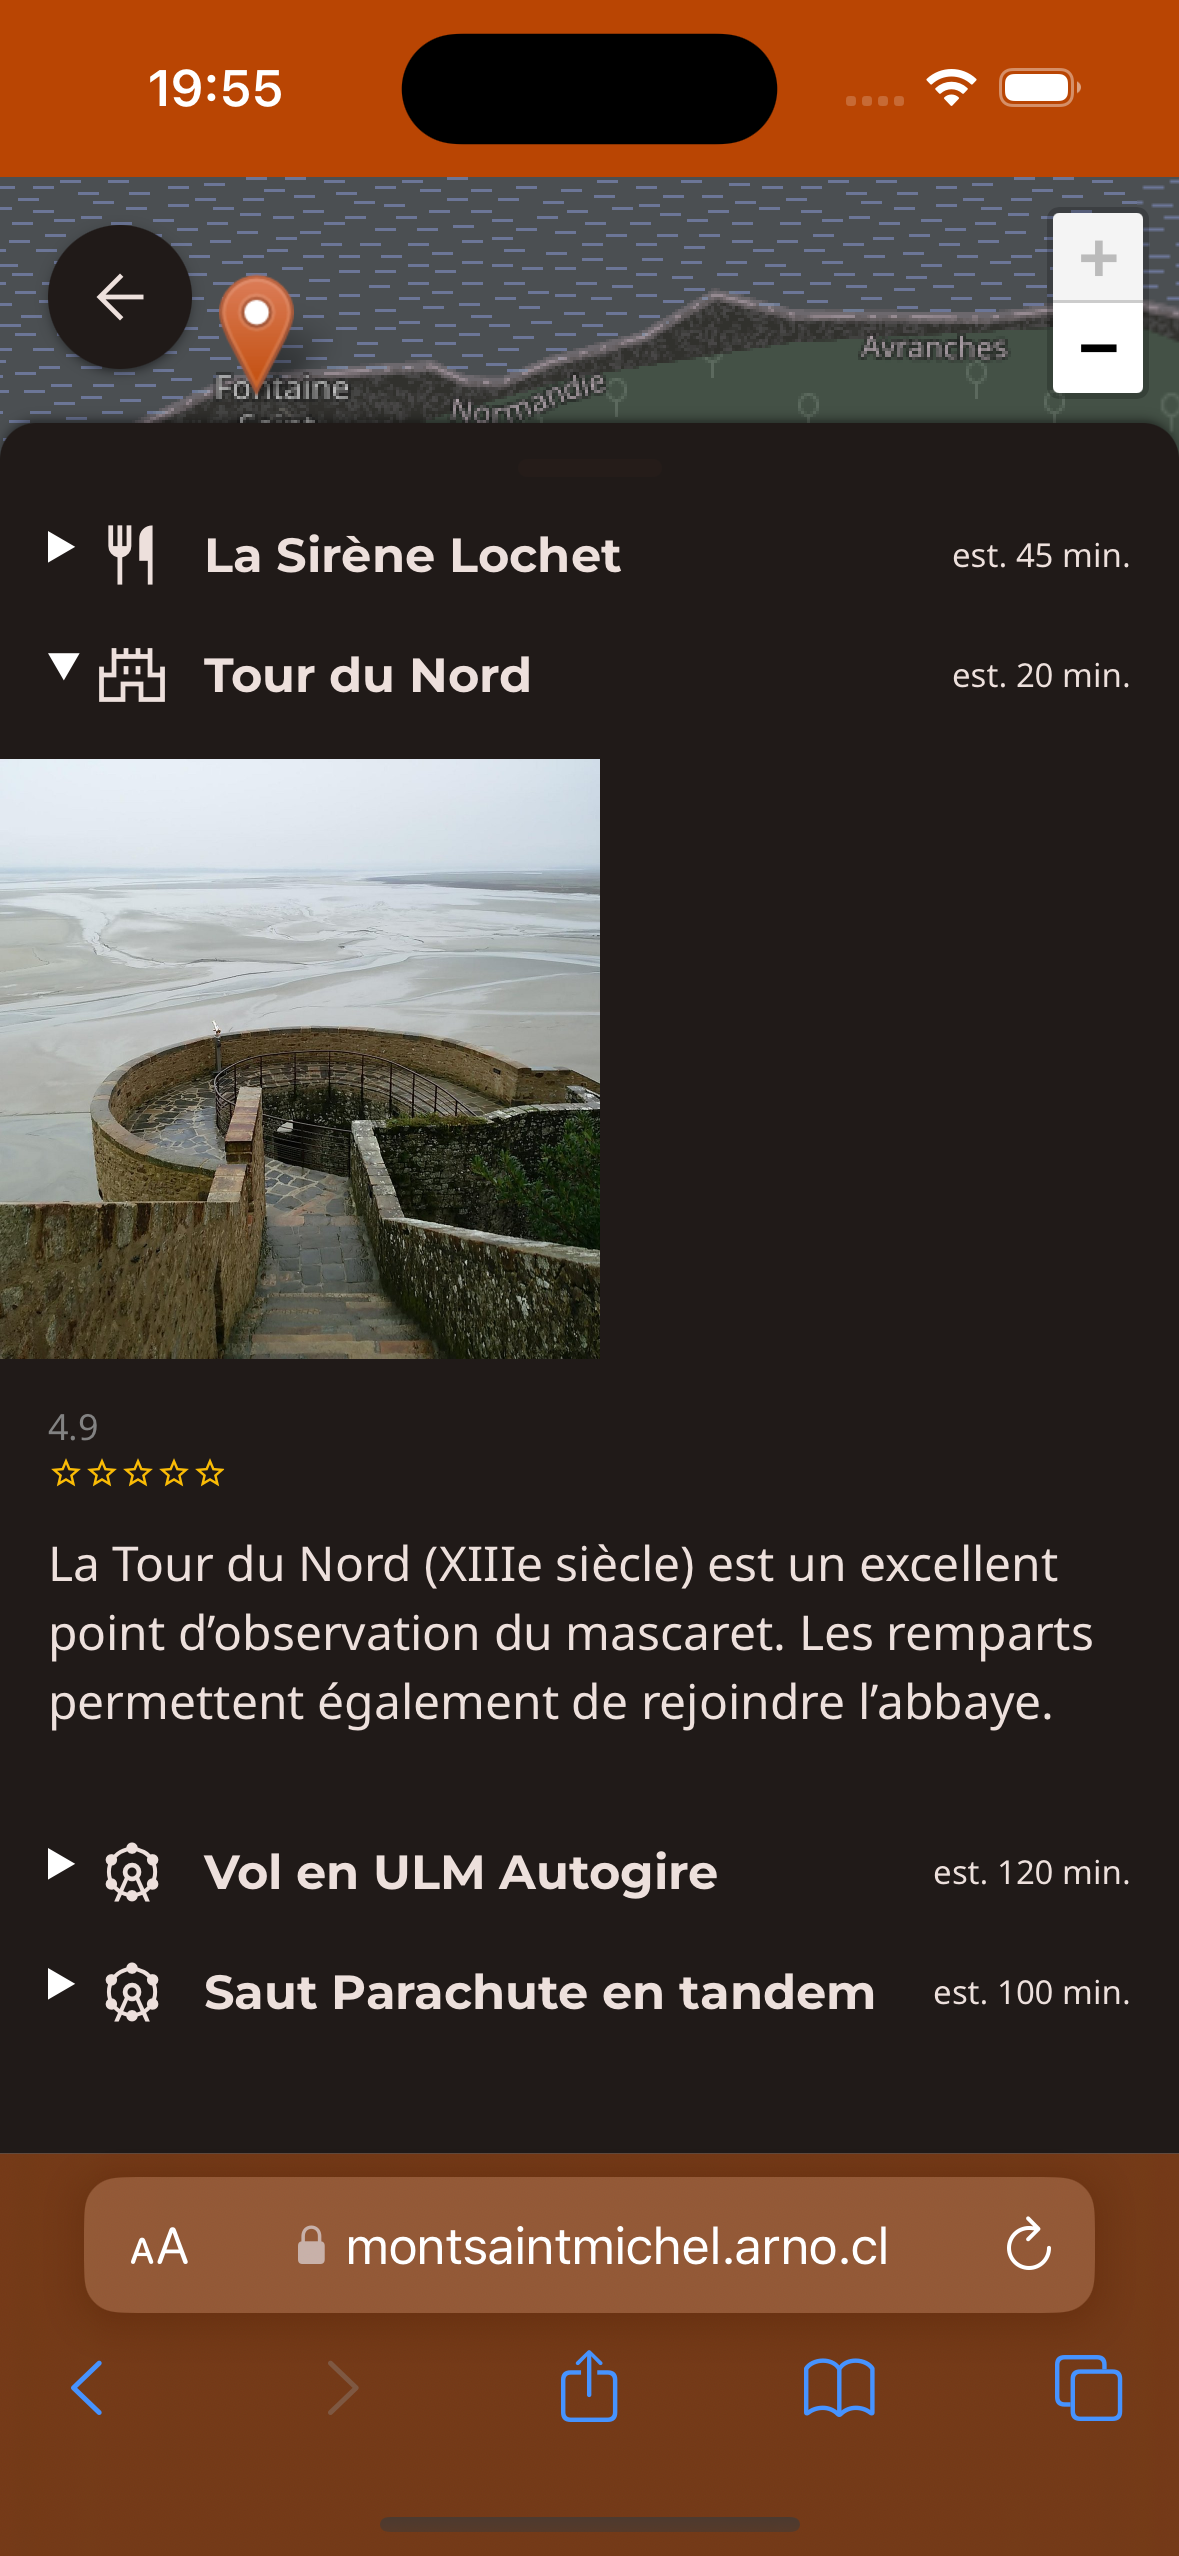 19:55
Avranches
Fontaine
Saint
Normandie
La Sirène Lochet
est. 45 min.
Tour du Nord
est. 20 min.
4.9
La Tour du Nord (XIIIe siècle) est un excellent
point d’observation du mascaret. Les remparts
permettent également de rejoindre l’abbaye.
Vol en ULM Autogire
est. 120 min.
Saut Parachute en tandem
est. 100 min.
AA
montsaintmichel.arno.cl